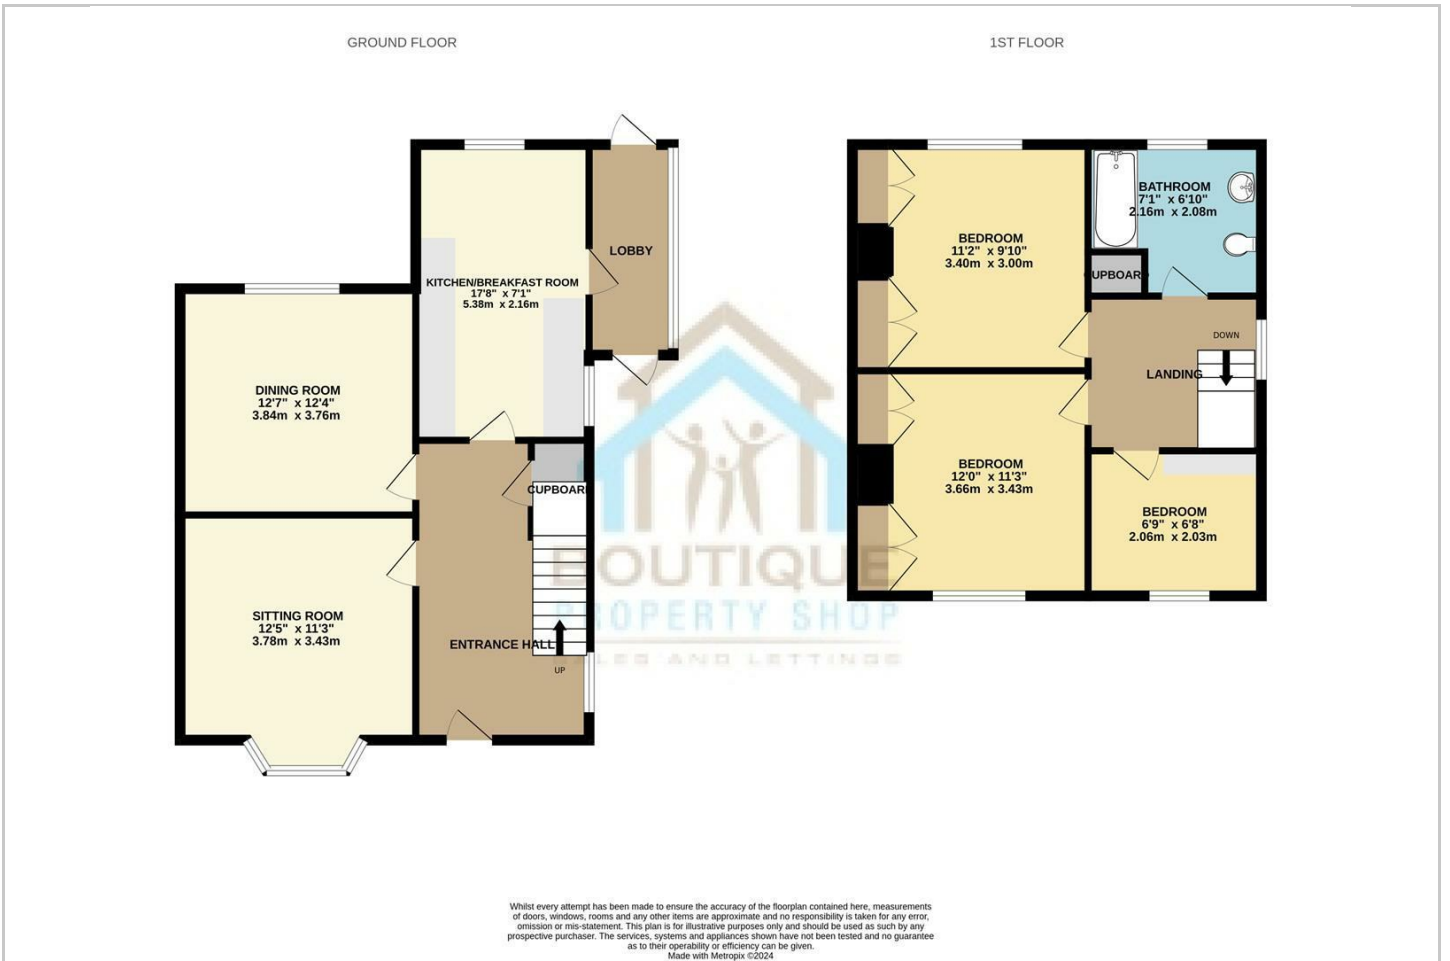 GROUND FLOOR
1ST FLOOR
KITCHEN/BREAKFAST ROOM
17'8" x 7'1"
5.38m x 2.16m
LOBBY
DINING ROOM
12'7" x 12'4"
3.84m x 3.76m
CUPBOARD
SITTING ROOM
12'5" x 11'3"
3.78m x 3.43m
ENTRANCE HALL
UP
BEDROOM
11'2" x 9'10"
3.40m x 3.00m
BATHROOM
7'1" x 6'10"
2.16m x 2.08m
CUPBOARD
DOWN
LANDING
BEDROOM
12'0" x 11'3"
3.66m x 3.43m
BEDROOM
6'9" x 6'8"
2.06m x 2.03m
BOUTIQUE
PROPERTY SHOP
SALES AND LETTINGS
Whilst every attempt has been made to ensure the accuracy of the floorplan contained here, measurements
of doors, windows, rooms and any other items are approximate and no responsibility is taken for any error,
omission or mis-statement. This plan is for illustrative purposes only and should be used as such by any
prospective purchaser. The services, systems and appliances shown have not been tested and no guarantee
as to their operability or efficiency can be given.
Made with Metropix ©2024